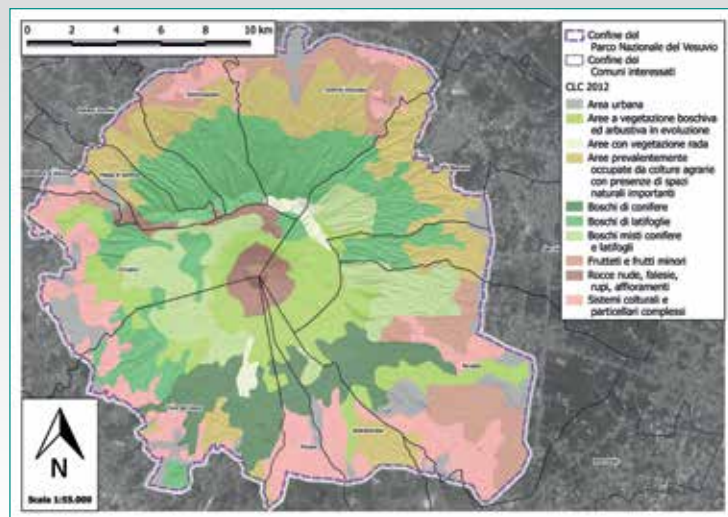 0 2 4 6 8 10 km
Confine del
Parco Nazionale del Vesuvio
Confine dei
Comuni interessati
CLC 2012
Area urbana
Aree a vegetazione boschiva
ed arbustiva in evoluzione
Aree con vegetazione rada
Aree prevalentemente
occupate da colture agrarie
con presenze di spazi
naturali importanti
Boschi di conifere
Boschi di latifoglie
Boschi misti conifere
e latifogli
Frutteti e frutti minori
Rocce nude, falesie,
rupi, affioramenti
Sistemi colturali e
particellari complessi
N
Scala 1:55.000